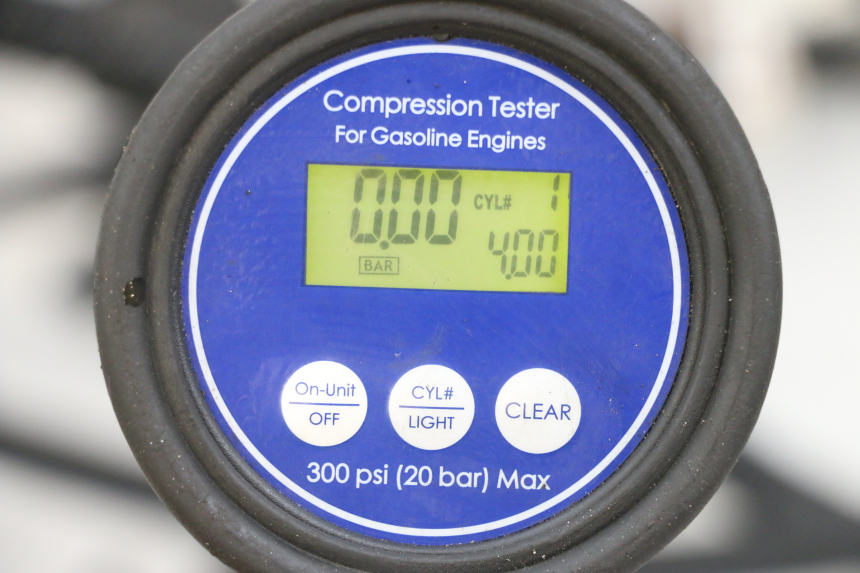 Compression Tester
For Gasoline Engines
0.00 CYL# 1
BAR 4.00
On-Unit
OFF
CYL#
LIGHT
CLEAR
300 psi (20 bar) Max